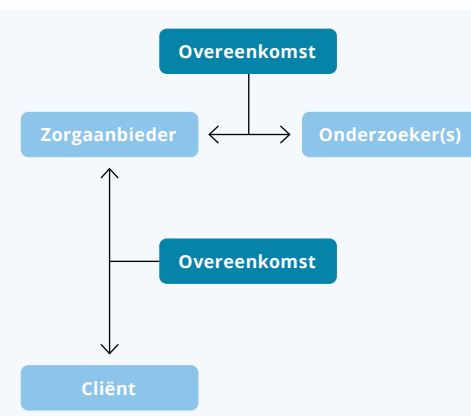 Overeenkomst
Zorgaanbieder
Onderzoeker(s)
Overeenkomst
Cliënt